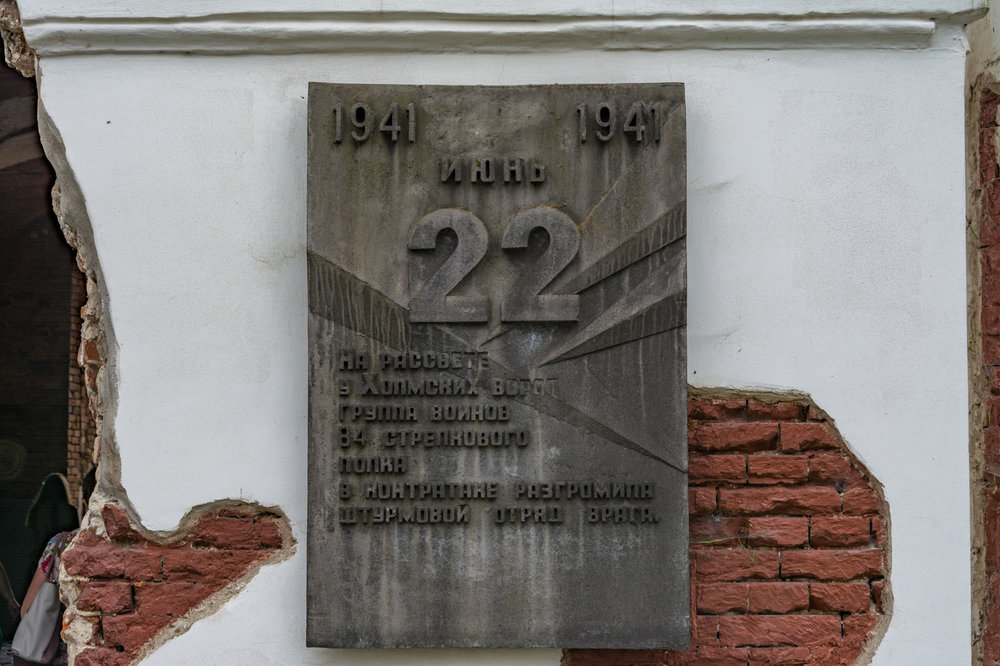 1941 1941
ИЮНЬ
22
НА РАССВЕТЕ
У ХОЛМСКИХ ВОРОТ
ГРУППА ВОИНОВ
84 СТРЕЛКОВОГО
ПОЛКА
В КОНТРАТАКЕ РАЗГРОМИЛА
ШТУРМОВОЙ ОТРЯД ВРАГА.